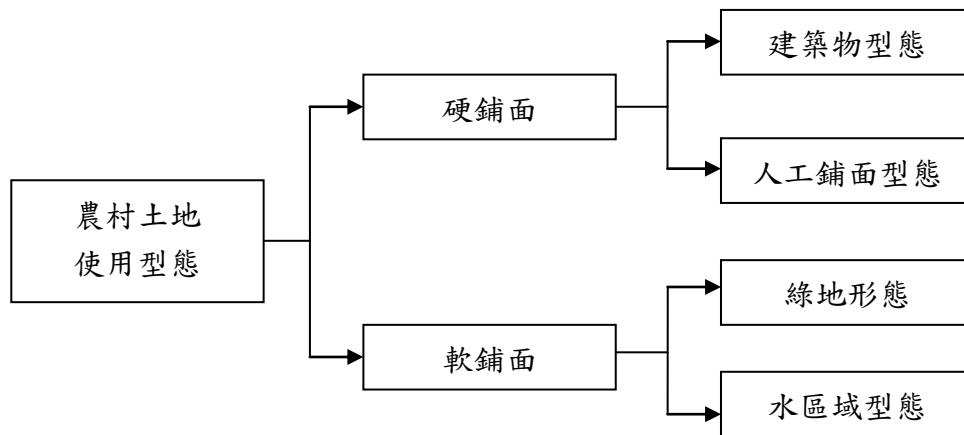 農村土地
使用型態
硬鋪面
軟鋪面
建築物型態
人工鋪面型態
綠地形態
水區域型態